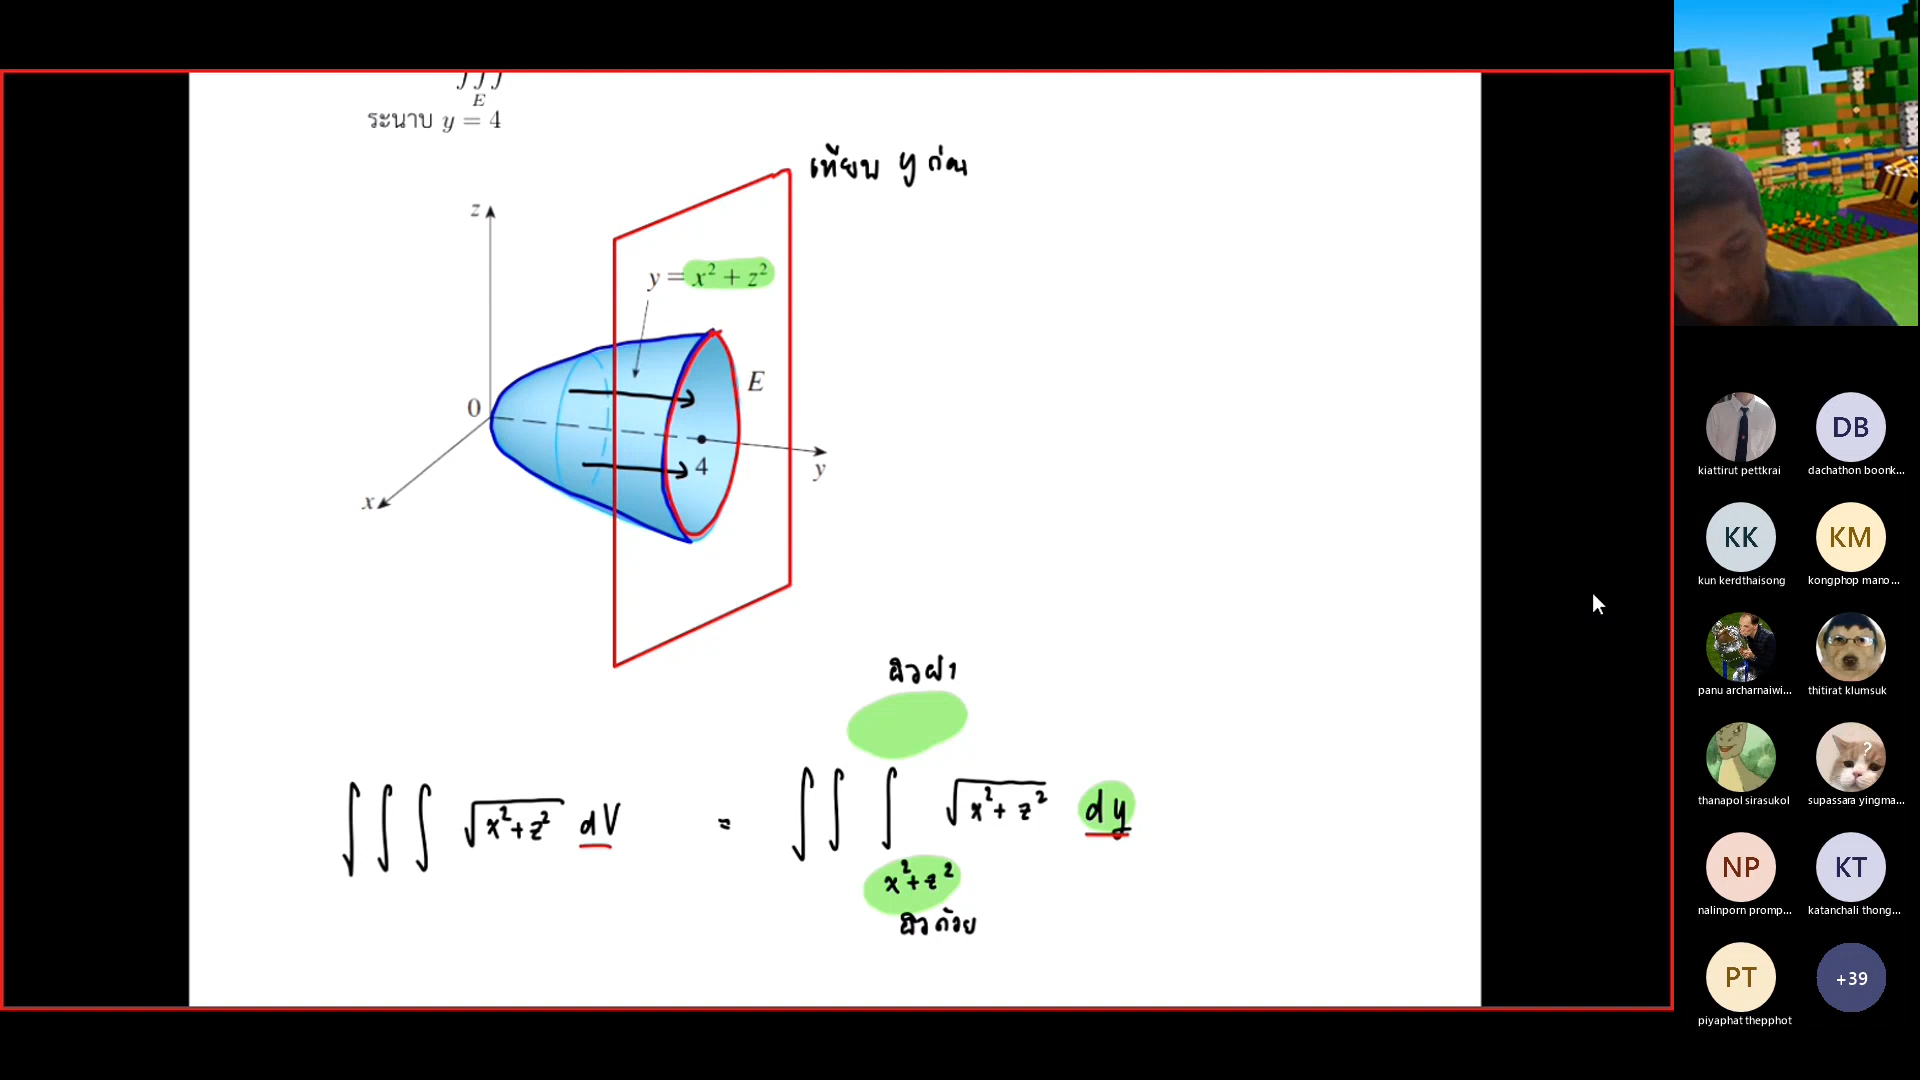 ∫∫∫
E
ระนาบ y = 4
เทียบ y ก่อน
z
y = x² + z²
E
0
4
y
x
ผิวฝา
∫∫∫ √(x²+z²) dV = ∫∫∫ √(x²+z²) dy
x²+z²
ผิวถ้วย
kiattirut pettkrai
DB
dachathon boonk...
KK
kun kerdthaisong
KM
kongphop mano...
panu archarnaiwi...
thitirat klumsuk
thanapol sirasukol
?
supassara yingma...
NP
nalinporn promp...
KT
katanchali thong...
PT
piyaphat thepphot
+39